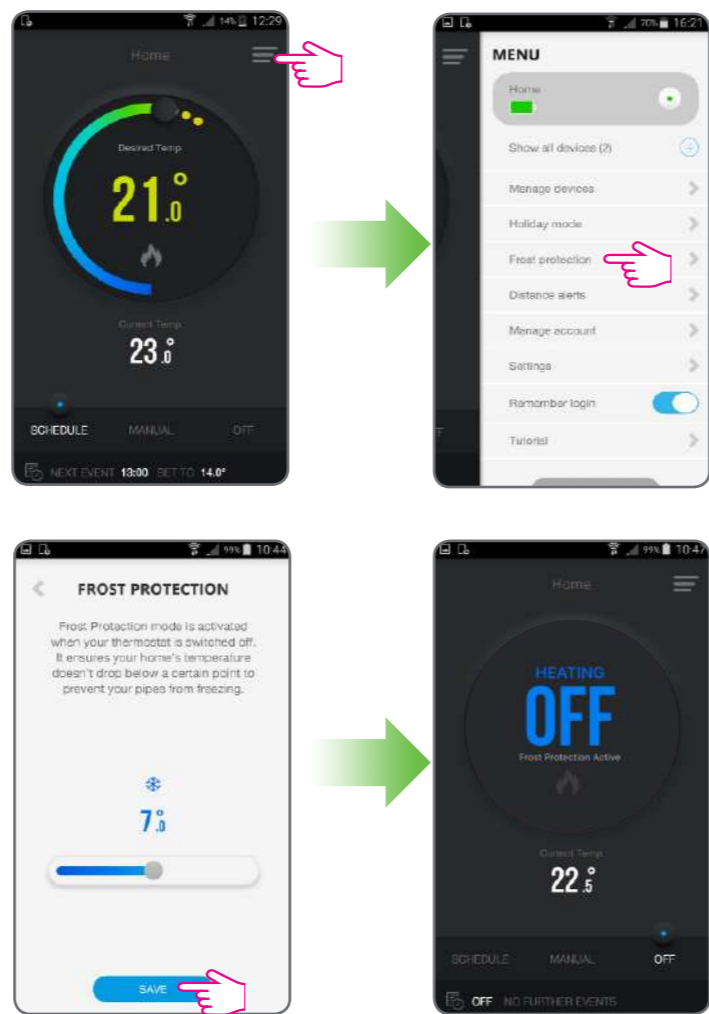 14% 12:29
Home
Desired Temp
21.0°
Current Temp
23.0°
SCHEDULE MANUAL OFF
NEXT EVENT 13:00 SET TO 14.0°
70% 16:21
MENU
Home
Show all devices (2)
Manage devices
Holiday mode
Frost protection
Distance alerts
Manage account
Settings
Remember login
Tutorial
99% 10:44
FROST PROTECTION
Frost Protection mode is activated
when your thermostat is switched off.
It ensures your home's temperature
doesn't drop below a certain point to
prevent your pipes from freezing.
7.0°
SAVE
99% 10:47
Home
HEATING
OFF
Frost Protection Active
Current Temp
22.5°
SCHEDULE MANUAL OFF
OFF NO FURTHER EVENTS